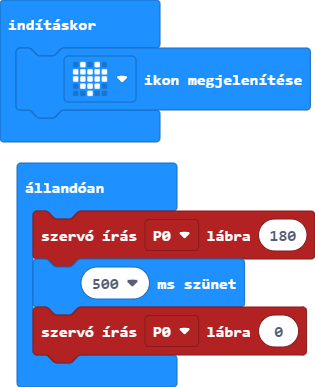 indításkor
ikon megjelenítése
állandóan
szervó írás P0 lábra 180
500 ms szünet
szervó írás P0 lábra 0